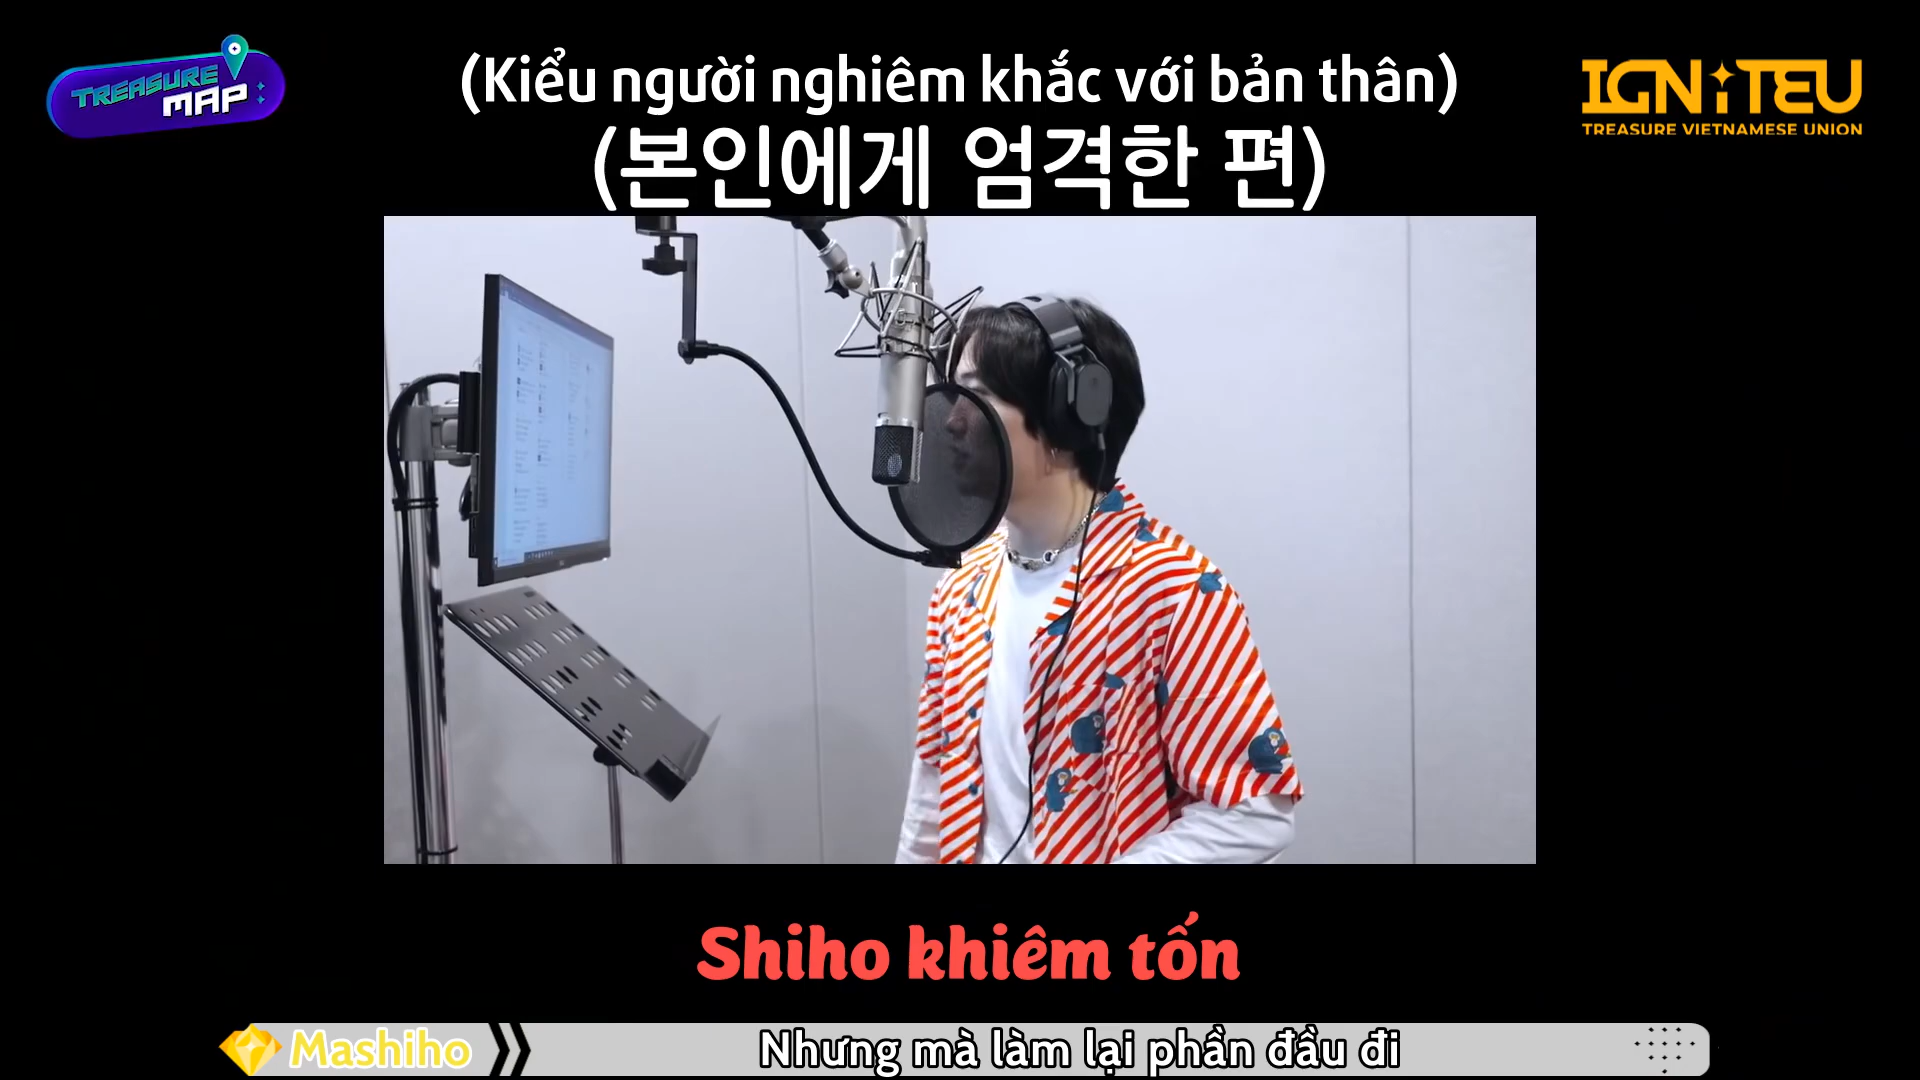 TREASURE
MAP
(Kiểu người nghiêm khắc với bản thân)
(본인에게 엄격한 편)
IGNITEU
TREASURE VIETNAMESE UNION
Shiho khiêm tốn
Mashiho
Nhưng mà làm lại phần đầu đi